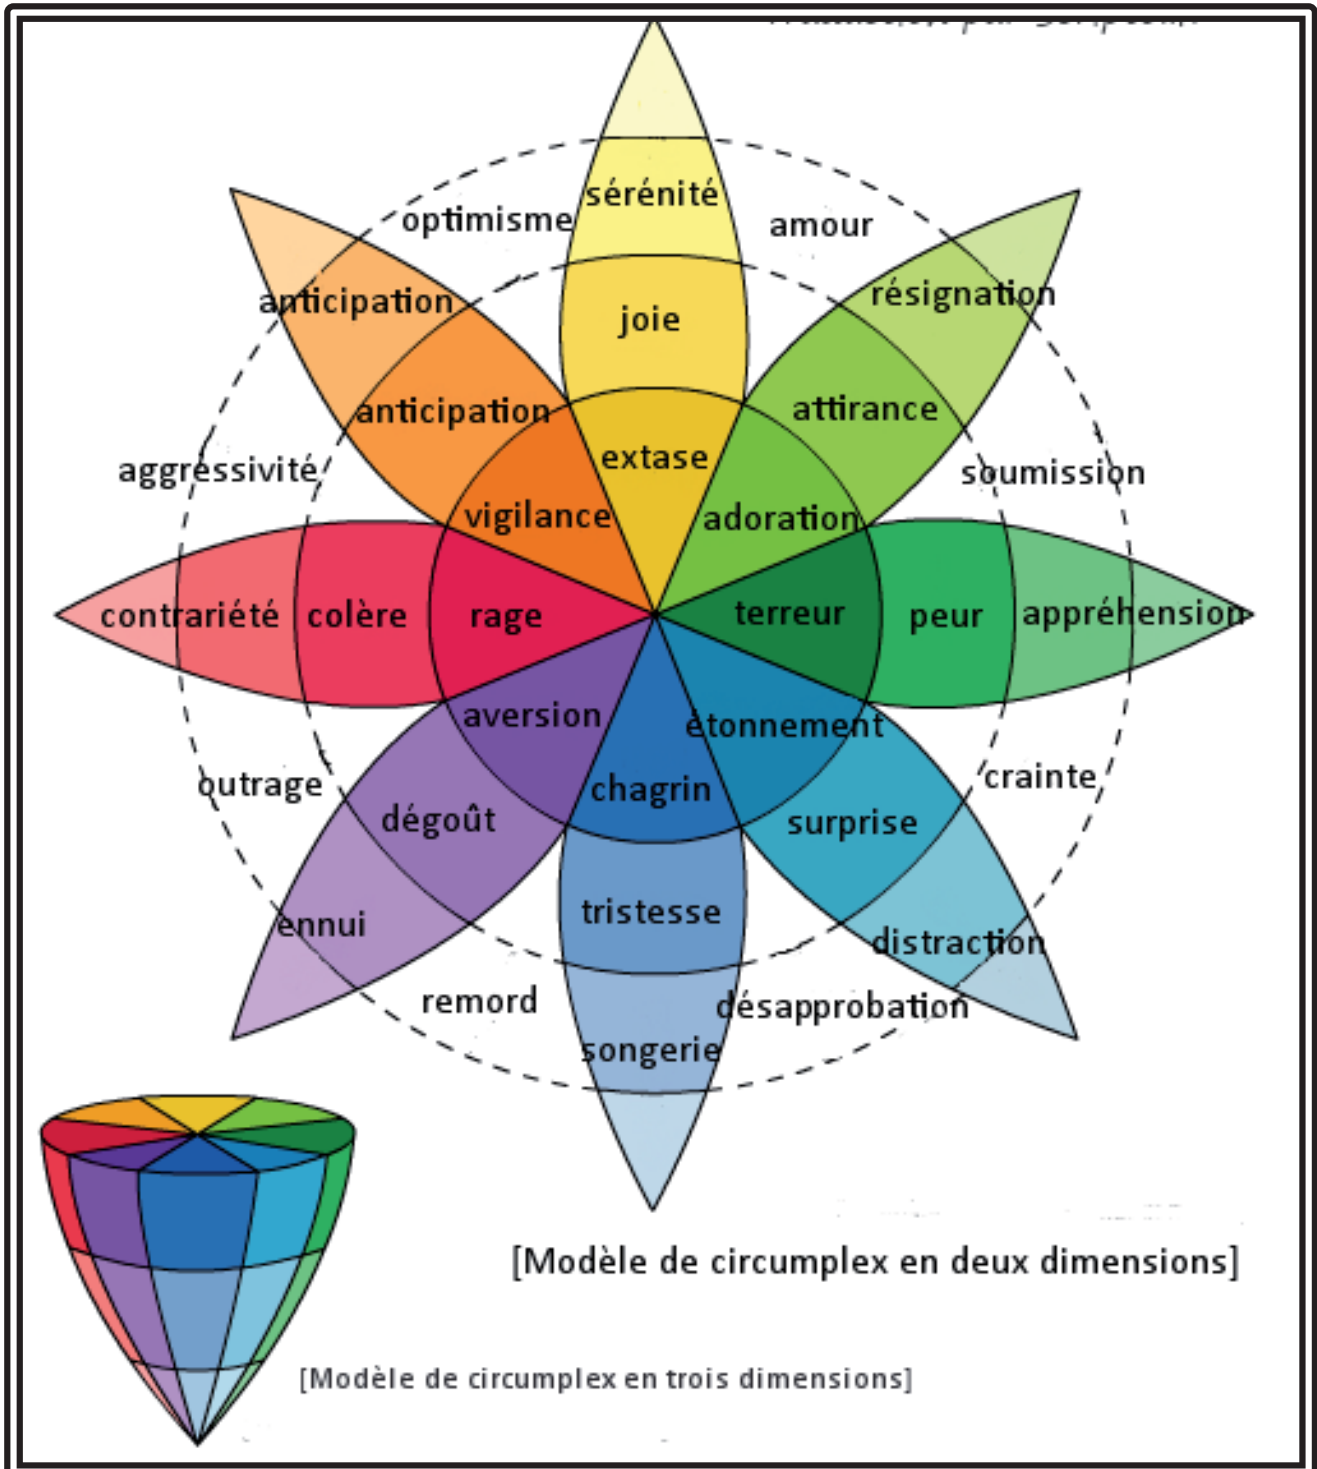 sérénité
optimisme
amour
anticipation
résignation
joie
anticipation
attirance
extase
aggréssivité
soumission
vigilance
adoration
contrariété
colère
rage
terreur
peur
appréhension
aversion
étonnement
outrage
crainte
chagrin
dégoût
surprise
tristesse
ennui
distraction
remord
désapprobation
songerie
[Modèle de circumplex en deux dimensions]
[Modèle de circumplex en trois dimensions]